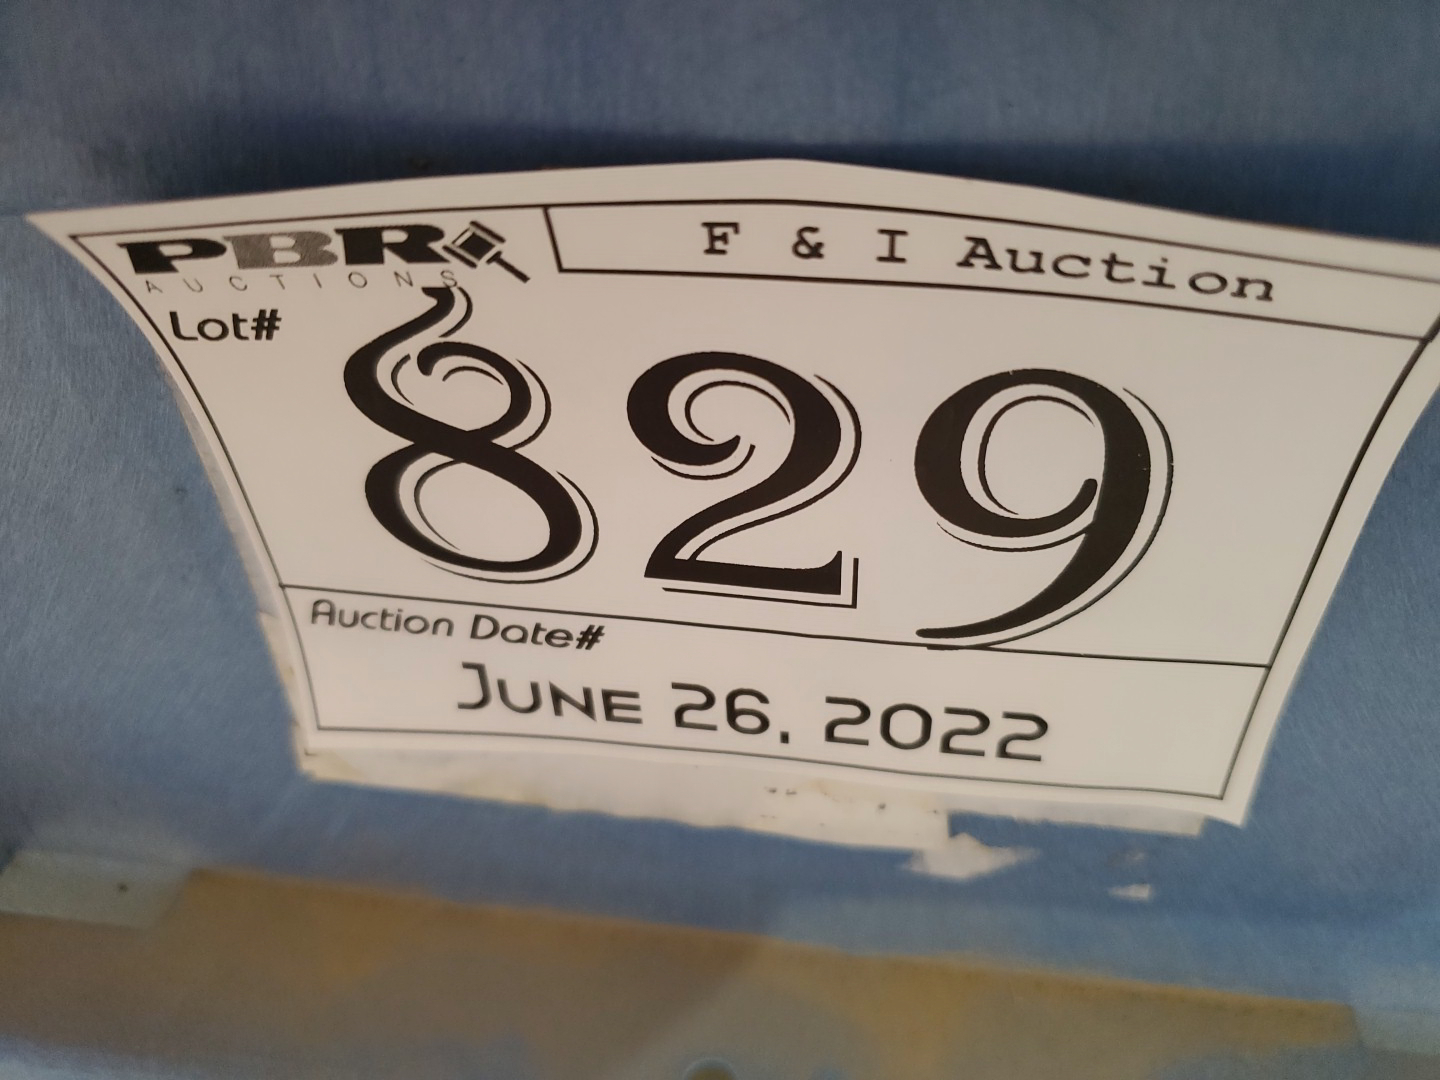 PBR
AUCTIONS
F & I Auction
Lot#
829
Auction Date#
June 26, 2022